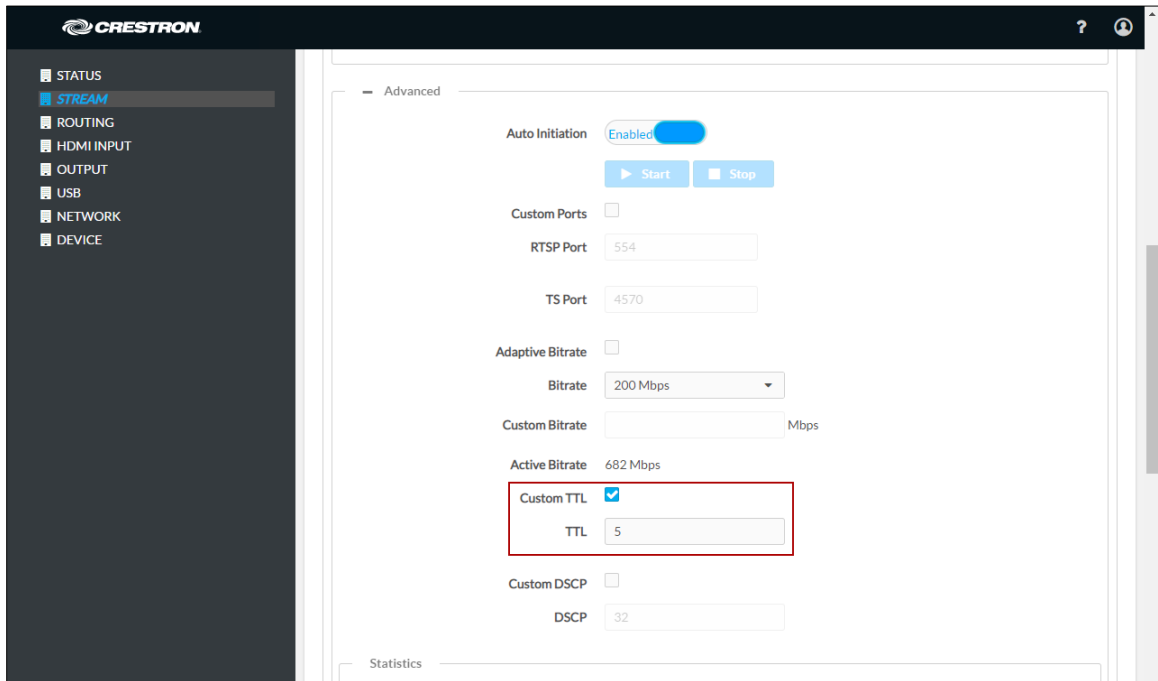 CRESTRON
?
STATUS
STREAM
ROUTING
HDMI INPUT
OUTPUT
USB
NETWORK
DEVICE
Advanced
Auto Initiation Enabled
Start Stop
Custom Ports
RTSP Port 554
TS Port 4570
Adaptive Bitrate
Bitrate 200 Mbps
Custom Bitrate Mbps
Active Bitrate 682 Mbps
Custom TTL
TTL 5
Custom DSCP
DSCP 32
Statistics